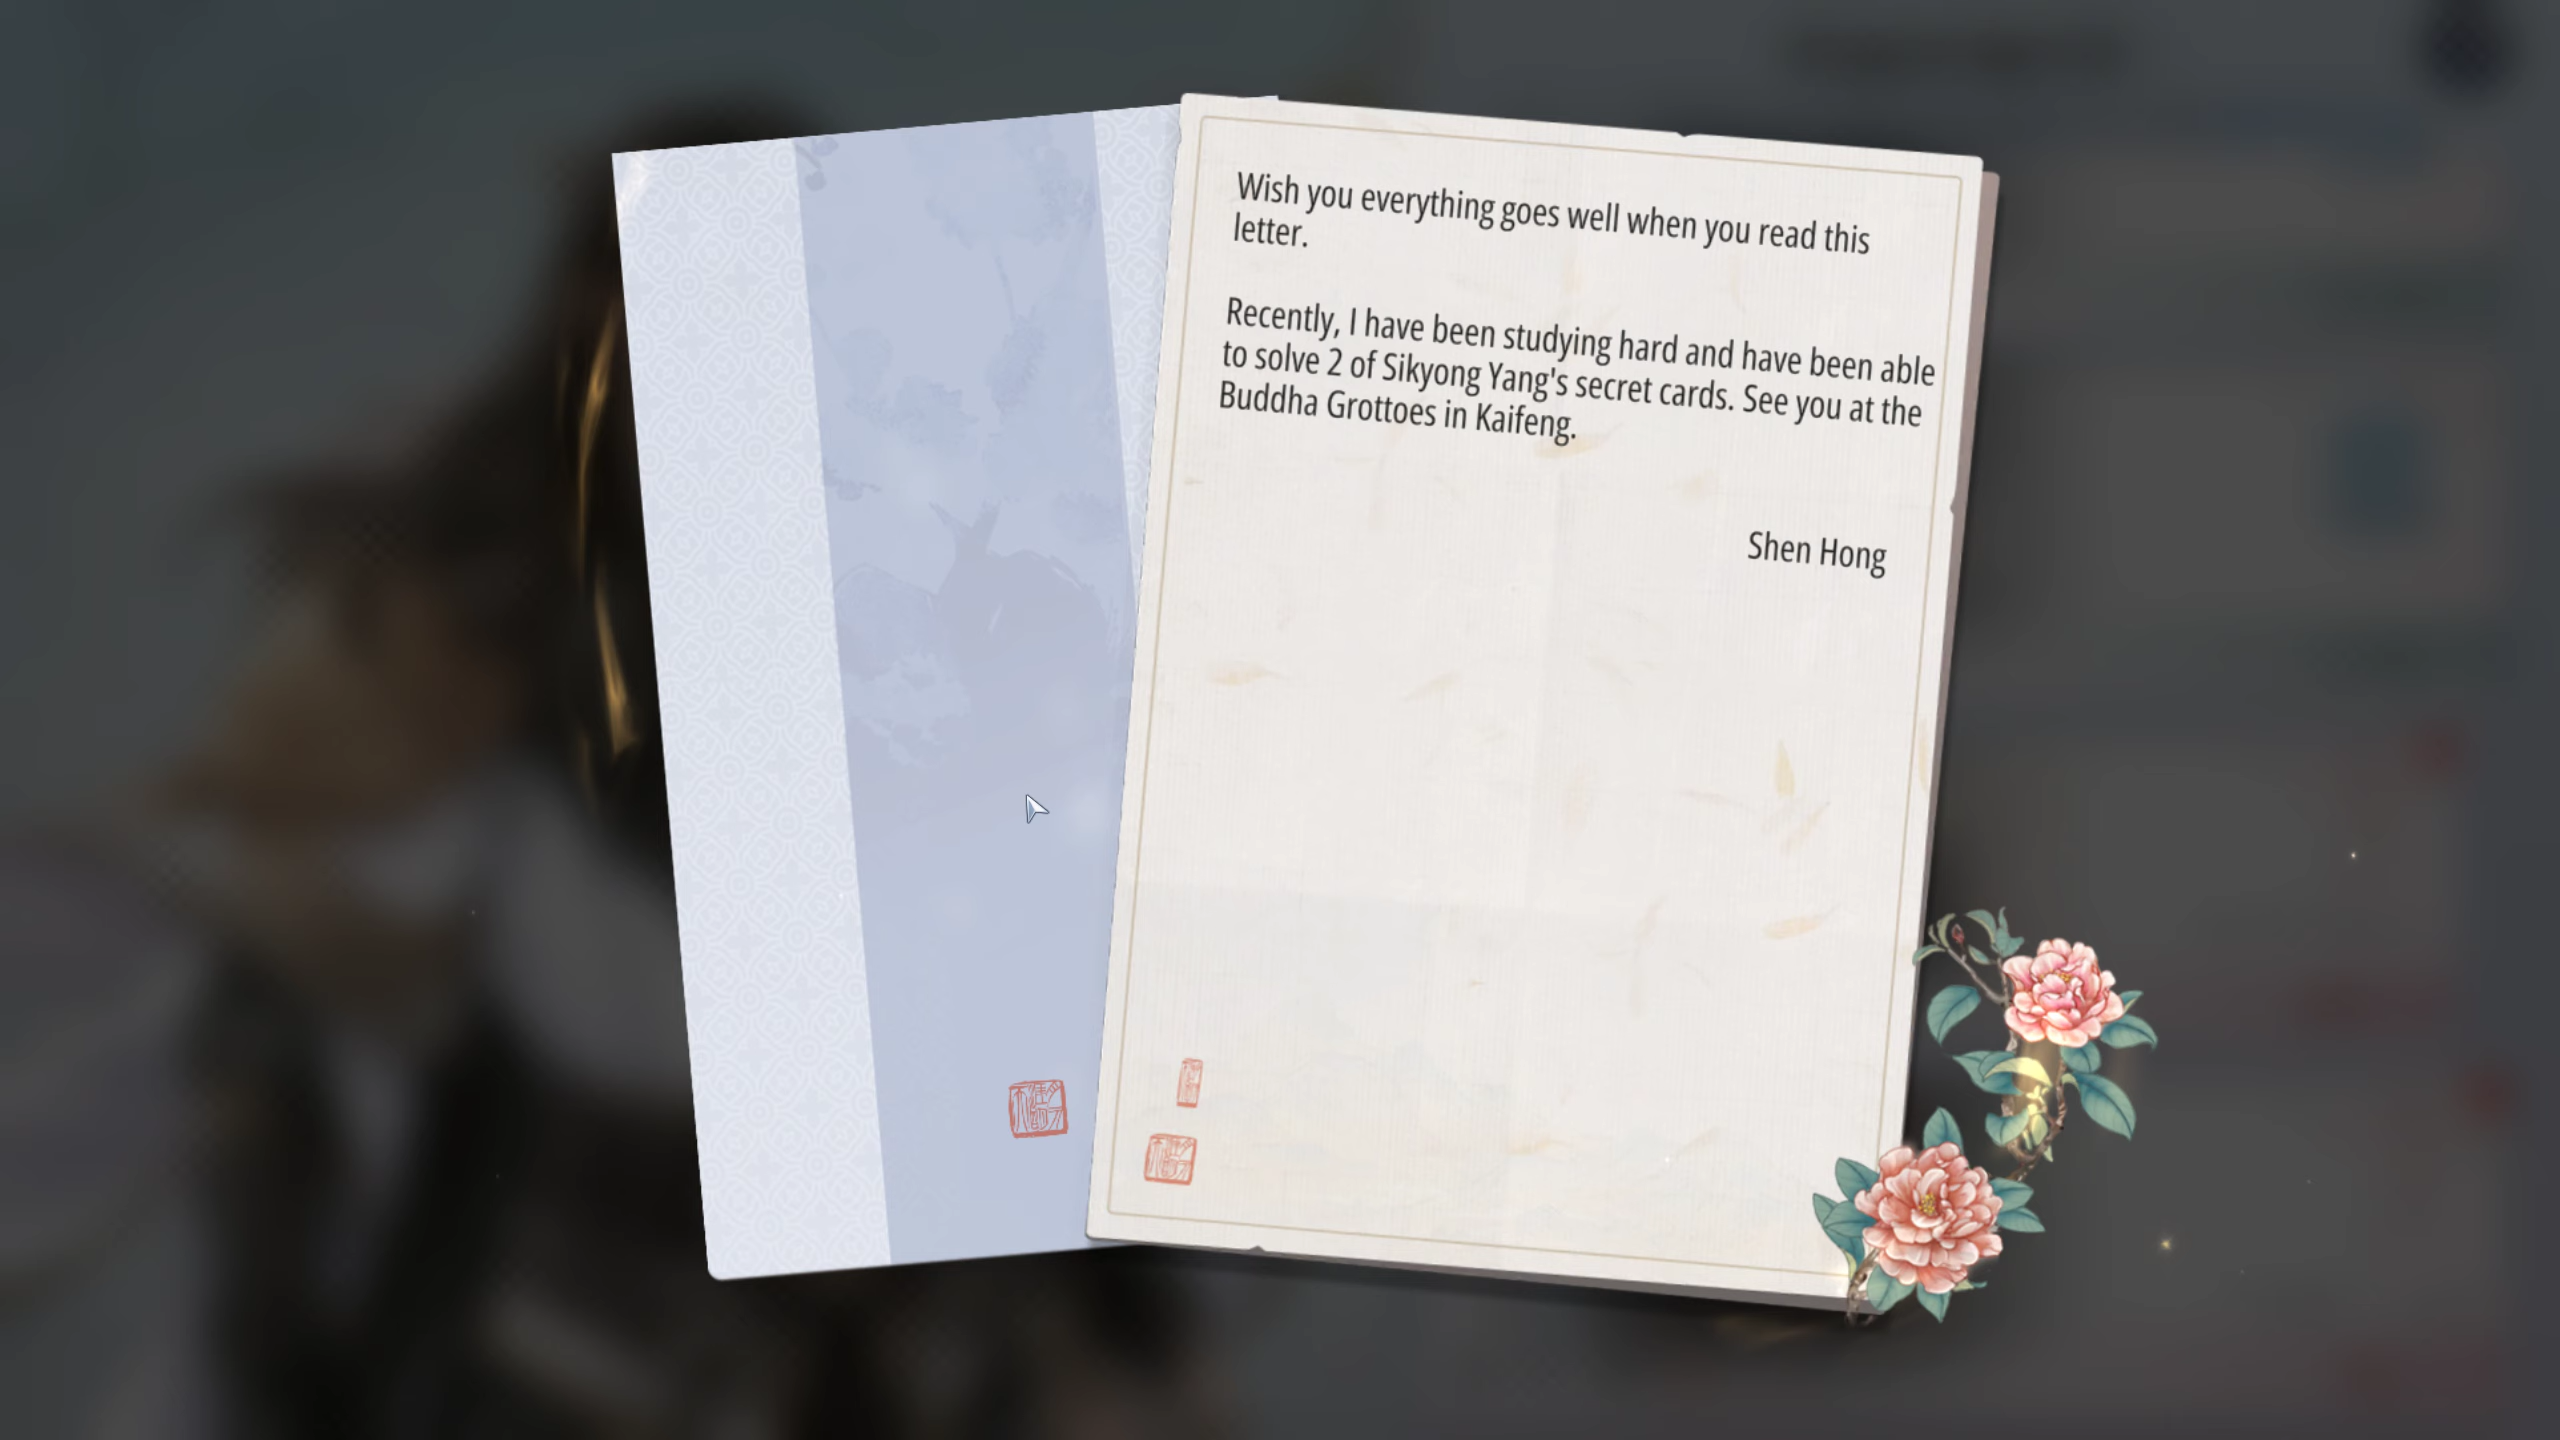 Wish you everything goes well when you read this
letter.
Recently, I have been studying hard and have been able
to solve 2 of Sikyong Yang's secret cards. See you at the
Buddha Grottoes in Kaifeng.
Shen Hong